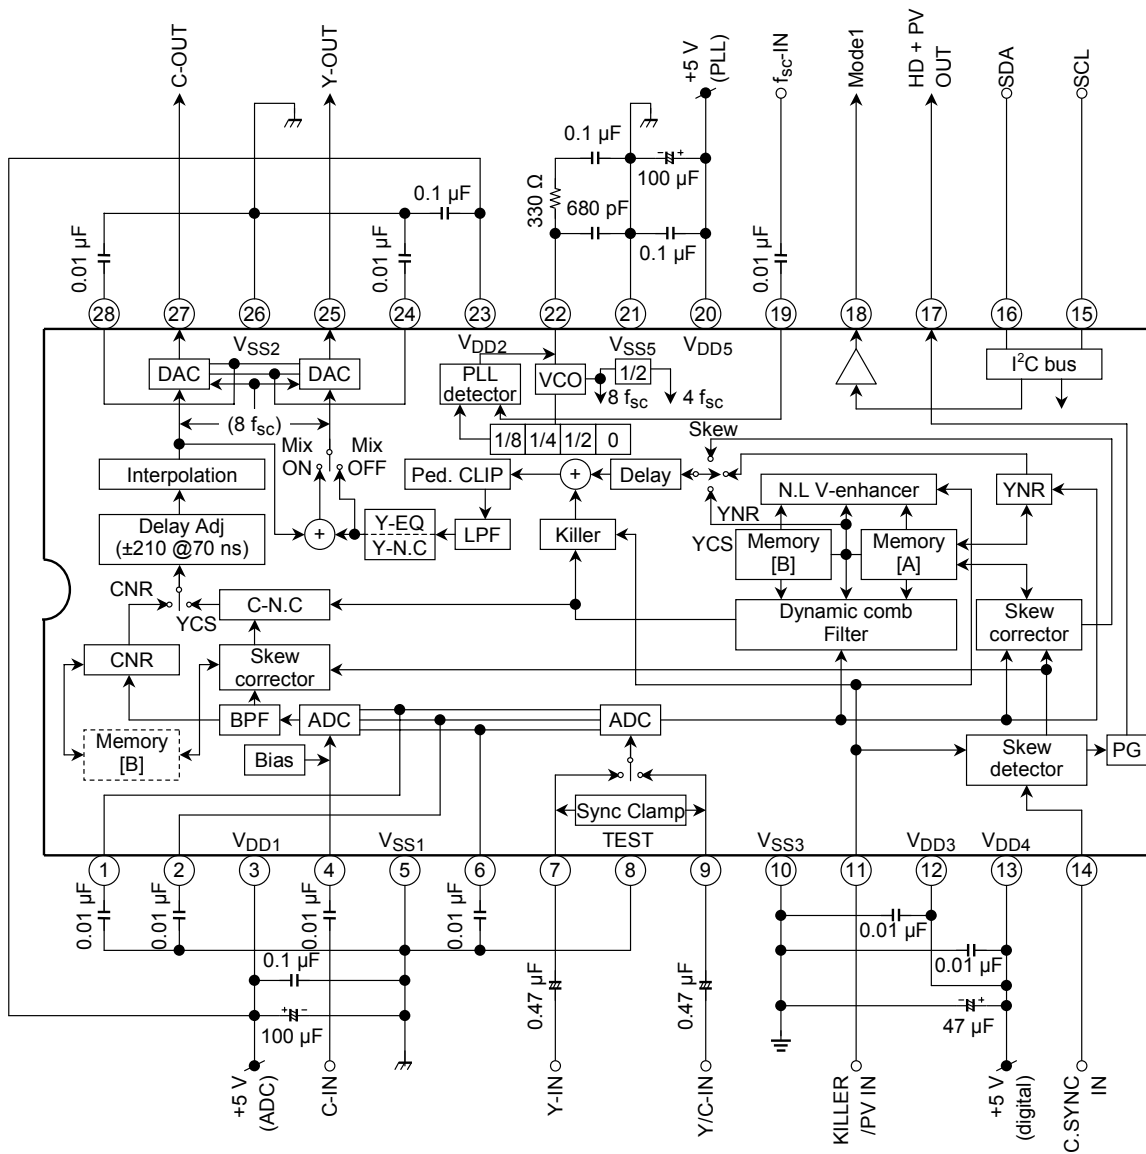 C-OUT
Y-OUT
+5 V
(PLL)
fsc-IN
Mode1
HD + PV
OUT
SDA
SCL
0.1 µF
330 Ω
100 µF
680 pF
0.1 µF
0.1 µF
0.01 µF
0.01 µF
0.01 µF
28
27
26
25
24
23
22
21
20
19
18
17
16
15
VSS2
VDD2
VSS5
VDD5
DAC
DAC
PLL
detector
VCO
1/2
8 fsc
4 fsc
I²C bus
(8 fsc)
1/8
1/4
1/2
0
Mix
ON
Mix
OFF
Skew
Interpolation
Ped. CLIP
+
Delay
N.L V-enhancer
YNR
YNR
Delay Adj
(±210 @70 ns)
+
Y-EQ
Y-N.C
LPF
Killer
YCS
Memory
[B]
Memory
[A]
CNR
YCS
C-N.C
Dynamic comb
Filter
Skew
corrector
CNR
Skew
corrector
BPF
ADC
ADC
Memory
[B]
Bias
Skew
detector
PG
Sync Clamp
TEST
VDD1
VSS1
VSS3
VDD3
VDD4
1
2
3
4
5
6
7
8
9
10
11
12
13
14
0.01 µF
0.01 µF
0.01 µF
0.01 µF
0.01 µF
0.01 µF
0.1 µF
0.47 µF
0.47 µF
100 µF
47 µF
+5 V
(ADC)
C-IN
Y-IN
Y/C-IN
KILLER
/PV IN
+5 V
(digital)
C.SYNC
IN